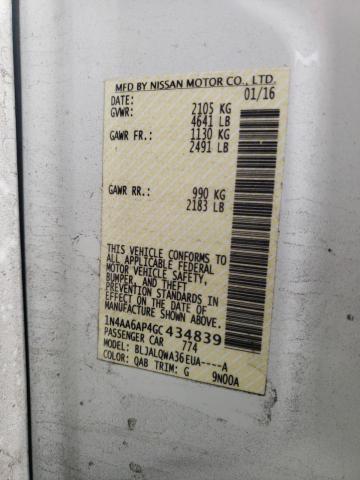 MFD BY NISSAN MOTOR CO., LTD.
DATE: 01/16
GVWR: 2105 KG
4641 LB
GAWR FR: 1130 KG
2491 LB
GAWR RR: 990 KG
2183 LB
THIS VEHICLE CONFORMS TO
ALL APPLICABLE FEDERAL
MOTOR VEHICLE SAFETY,
BUMPER, AND THEFT
PREVENTION STANDARDS IN
EFFECT ON THE DATE OF
MANUFACTURE SHOWN ABOVE.
1N4AA6AP4GC434839
PASSENGER CAR 774
MODEL: BLJALQWA36EUA----A
COLOR: QAB TRIM: G 9N00A